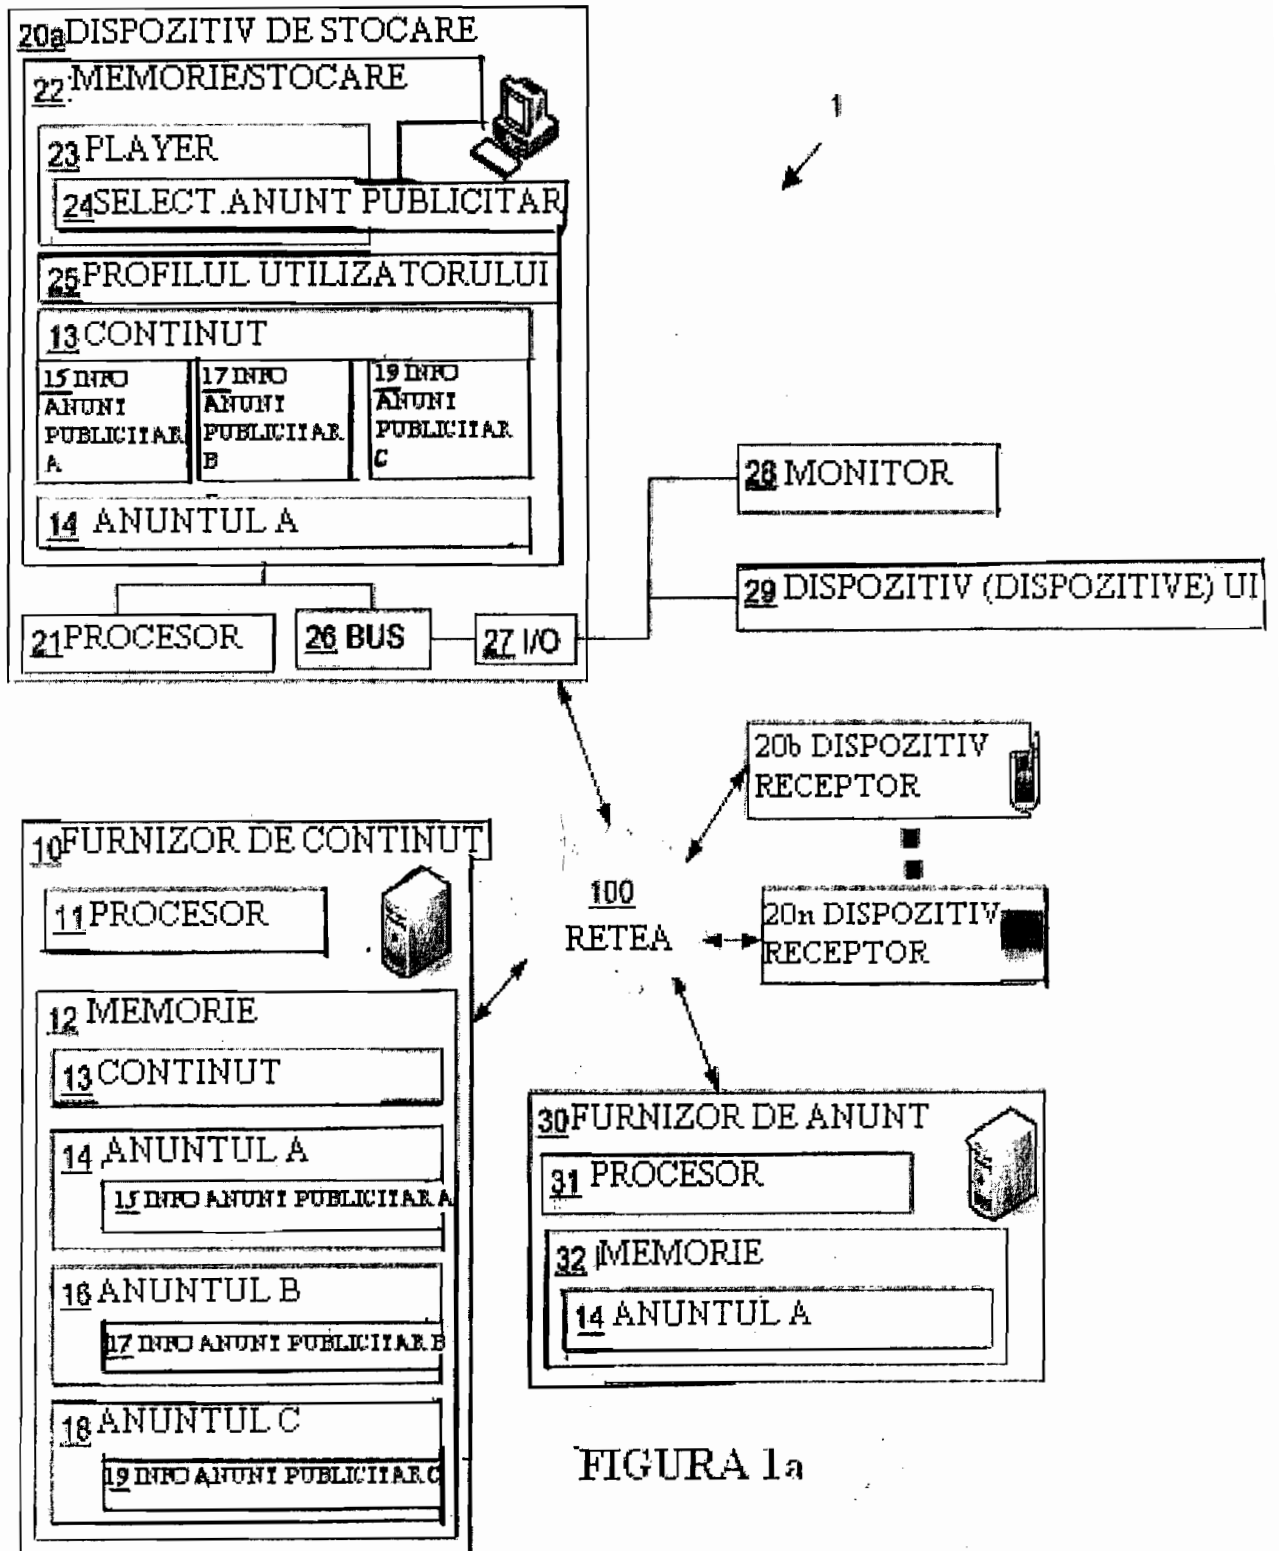 20a DISPOZITIV DE STOCARE
22 MEMORIE/STOCARE
1
23 PLAYER
24 SELECT. ANUNT PUBLICITAR
25 PROFILUL UTILIZATORULUI
13 CONTINUT
15 INFO
ANUNT
PUBLICITAR
A
17 INFO
ANUNT
PUBLICITAR
B
19 INFO
ANUNT
PUBLICITAR
C
14 ANUNTUL A
21 PROCESOR
26 BUS
27 I/O
28 MONITOR
29 DISPOZITIV (DISPOZITIVE) UI
20b DISPOZITIV
RECEPTOR
20n DISPOZITIV
RECEPTOR
100
RETEA
10 FURNIZOR DE CONTINUT
11 PROCESOR
12 MEMORIE
13 CONTINUT
14 ANUNTUL A
15 INFO ANUNT PUBLICITAR A
16 ANUNTUL B
17 INFO ANUNT PUBLICITAR B
18 ANUNTUL C
19 INFO ANUNT PUBLICITAR C
30 FURNIZOR DE ANUNT
31 PROCESOR
32 MEMORIE
14 ANUNTUL A
FIGURA 1a